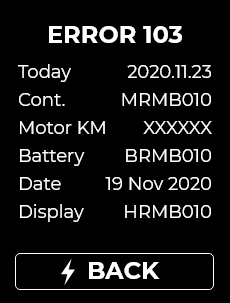 ERROR 103
Today 2020.11.23
Cont. MRMB010
Motor KM XXXXXX
Battery BRMB010
Date 19 Nov 2020
Display HRMB010
BACK